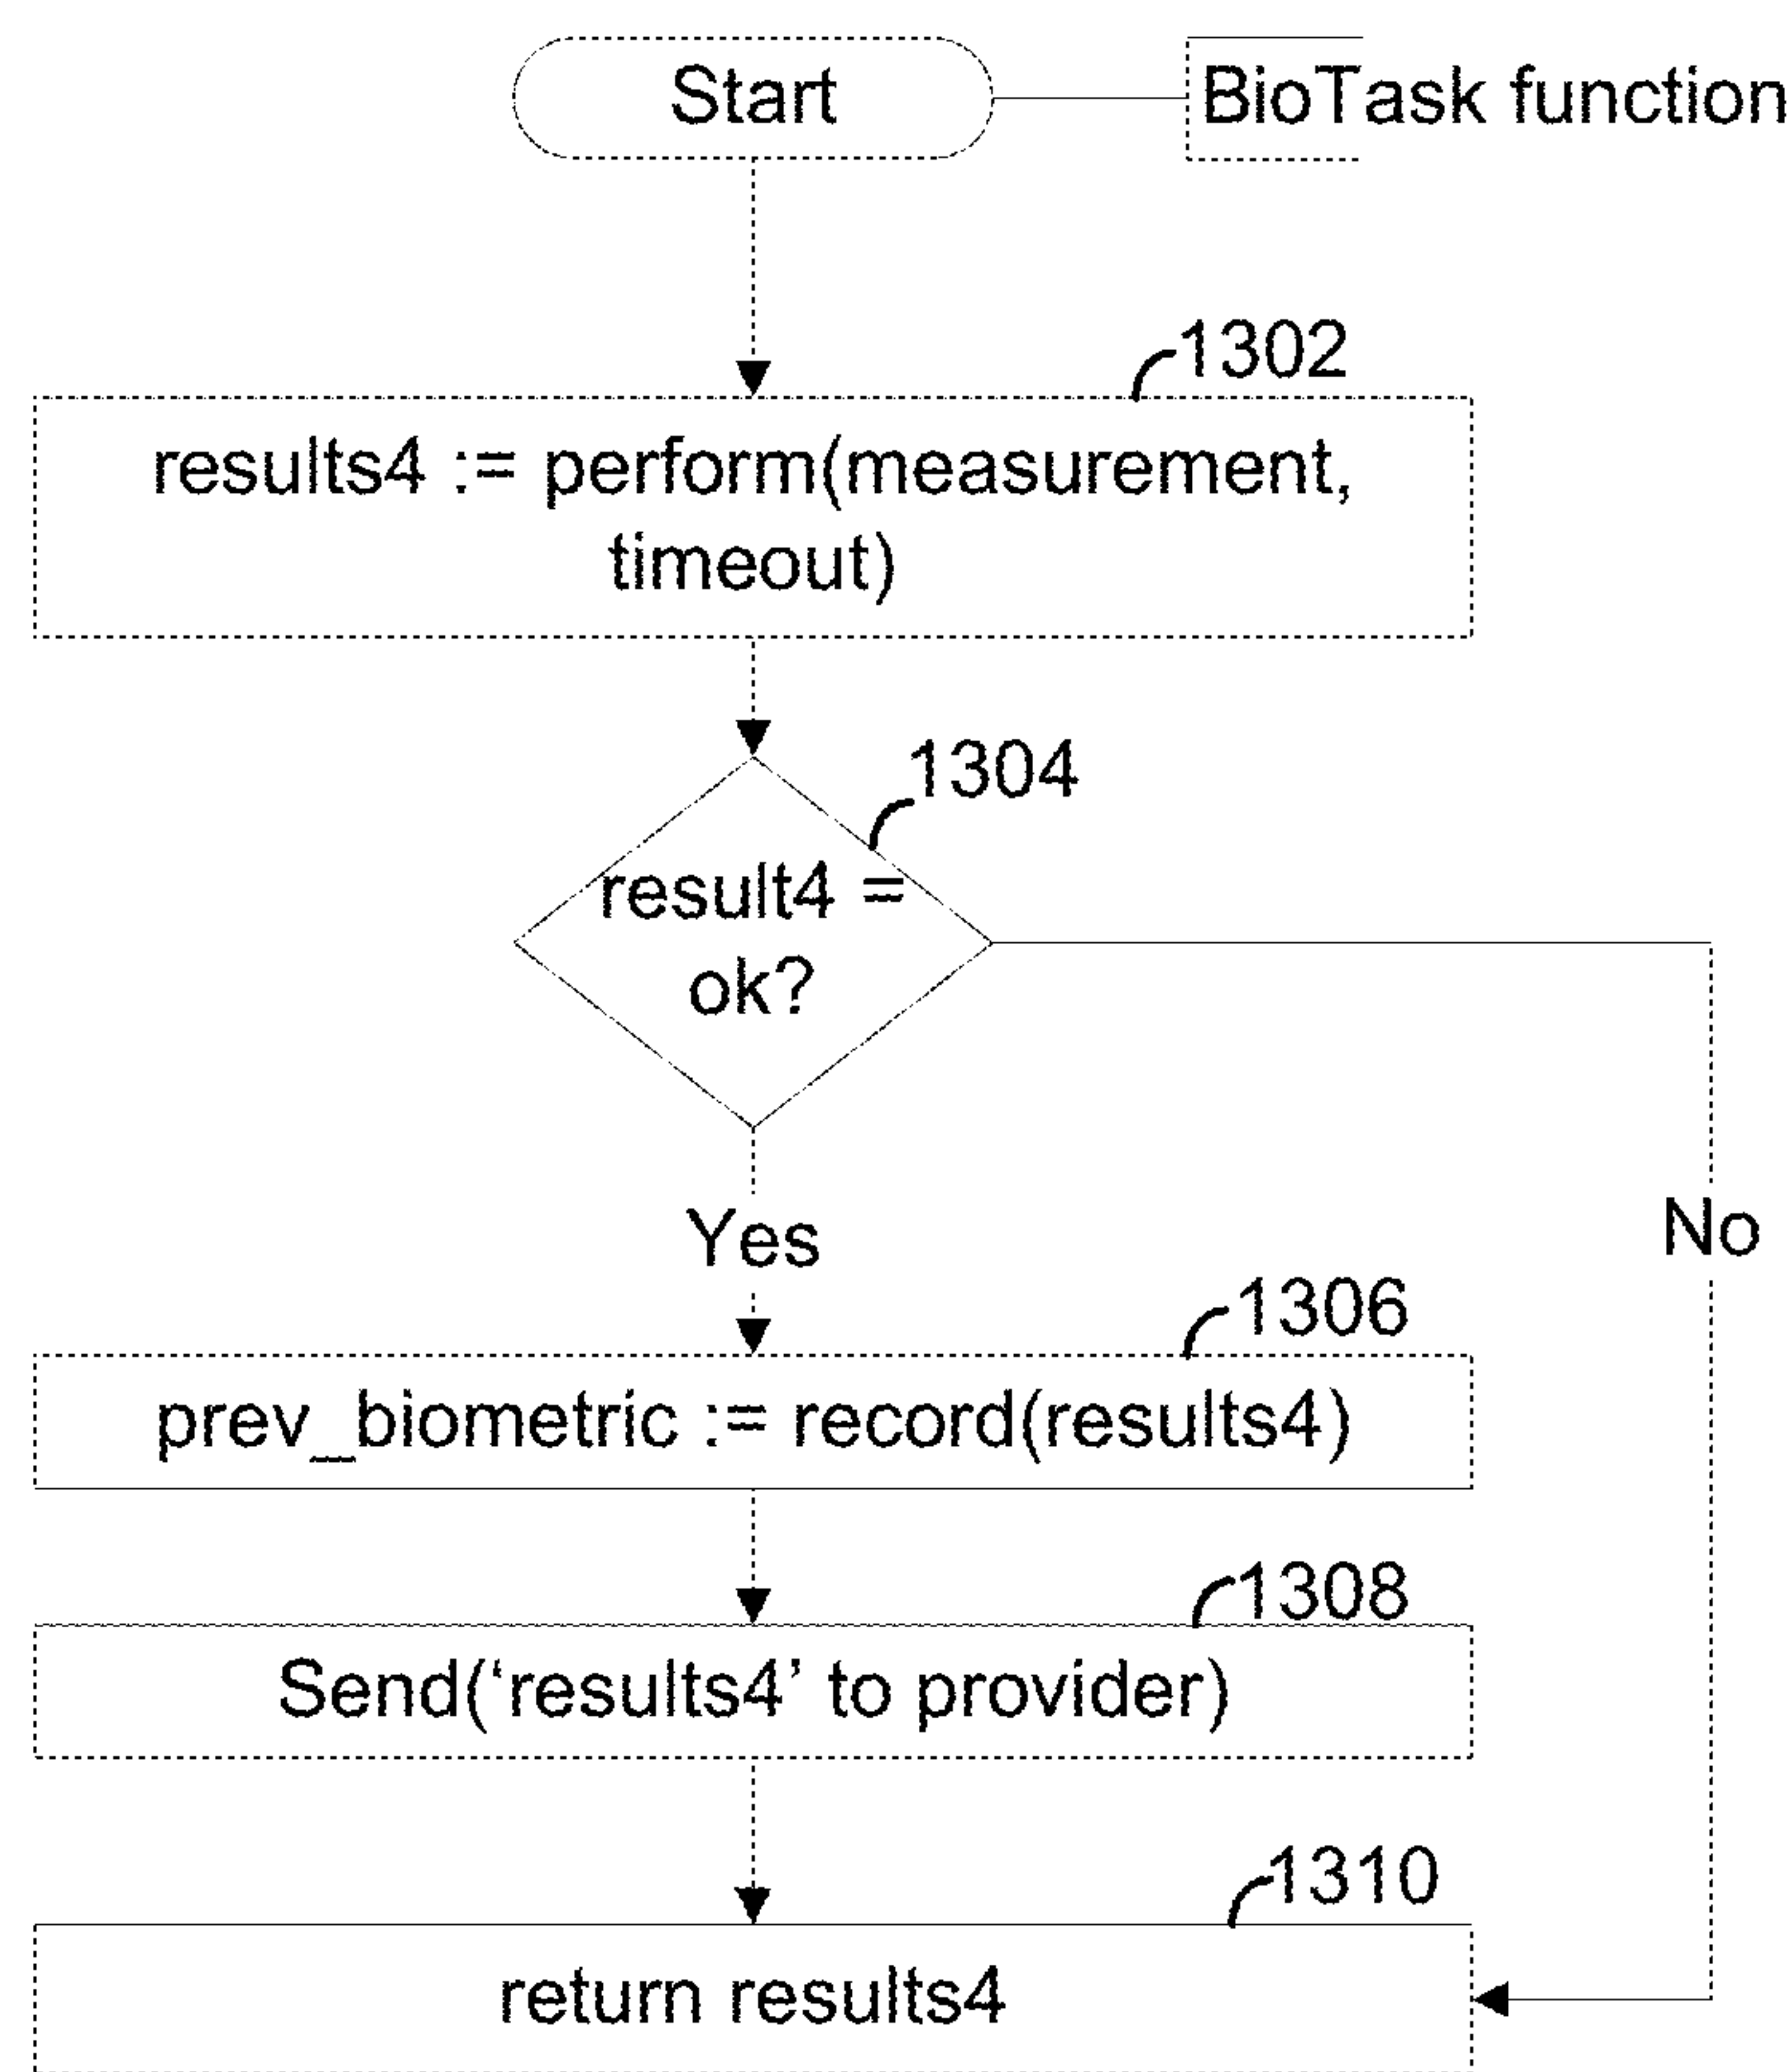 Start
BioTask function
1302
results4 := perform(measurement,
timeout)
1304
result4 =
ok?
Yes
No
1306
prev_biometric := record(results4)
1308
Send(‘results4’ to provider)
1310
return results4